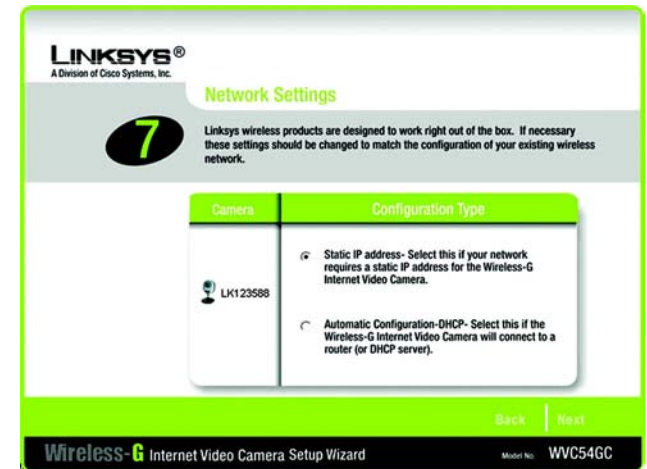 LINKSYS®
A Division of Cisco Systems, Inc.
Network Settings
7
Linksys wireless products are designed to work right out of the box. If necessary
these settings should be changed to match the configuration of your existing wireless
network.
Camera
Configuration Type
LK123588
Static IP address- Select this if your network
requires a static IP address for the Wireless-G
Internet Video Camera.
Automatic Configuration-DHCP- Select this if the
Wireless-G Internet Video Camera will connect to a
router (or DHCP server).
Back
Next
Wireless-G Internet Video Camera Setup Wizard
Model No. WVC54GC